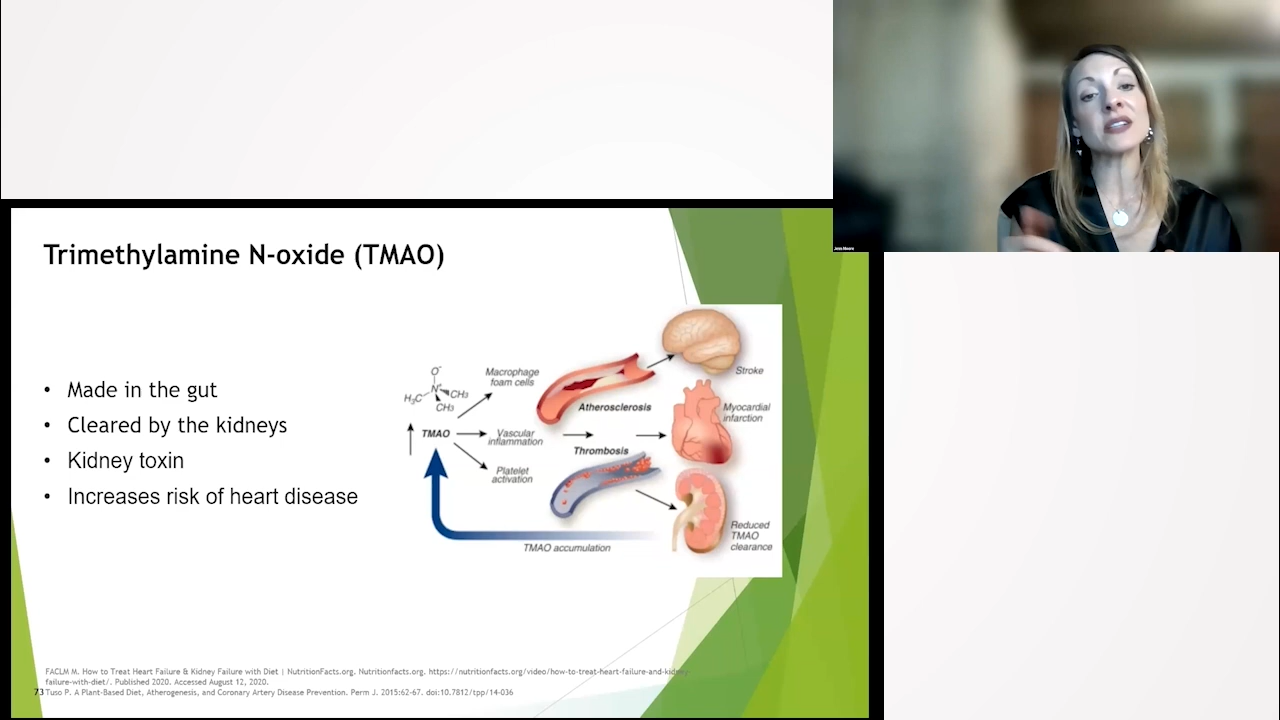 Jenn Moore
Trimethylamine N-oxide (TMAO)
• Made in the gut
• Cleared by the kidneys
• Kidney toxin
• Increases risk of heart disease
O-
N+
H3C
CH3
CH3
TMAO
Macrophage
foam cells
Vascular
inflammation
Platelet
activation
Atherosclerosis
Thrombosis
Stroke
Myocardial
infarction
Reduced
TMAO
clearance
TMAO accumulation
FACLM M. How to Treat Heart Failure & Kidney Failure with Diet | NutritionFacts.org. Nutritionfacts.org. https://nutritionfacts.org/video/how-to-treat-heart-failure-and-kidney-
failure-with-diet/. Published 2020. Accessed August 12, 2020.
73 Tuso P. A Plant-Based Diet, Atherogenesis, and Coronary Artery Disease Prevention. Perm J. 2015:62-67. doi:10.7812/tpp/14-036